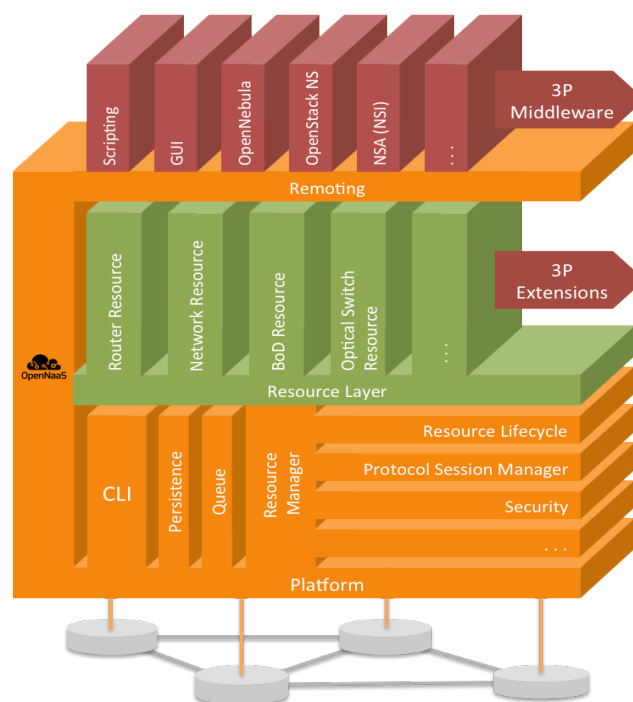 Scripting
GUI
OpenNebula
OpenStack NS
NSA (NSI)
. . .
3P
Middleware
Remoting
Router Resource
Network Resource
BoD Resource
Optical Switch
Resource
. . .
3P
Extensions
OpenNaaS
Resource Layer
CLI
Persistence
Queue
Resource
Manager
Resource Lifecycle
Protocol Session Manager
Security
. . .
Platform